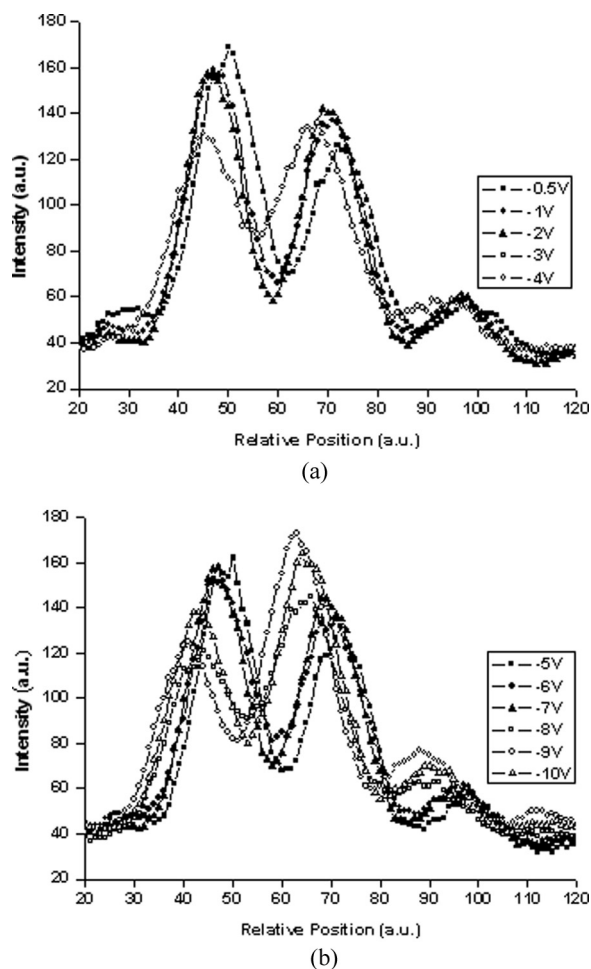 180
160
140
120
100
80
60
40
20
Intensity (a.u.)
-0.5V
-1V
-2V
-3V
-4V
20 30 40 50 60 70 80 90 100 110 120
Relative Position (a.u.)
(a)
180
160
140
120
100
80
60
40
20
Intensity (a.u.)
-5V
-6V
-7V
-8V
-9V
-10V
20 30 40 50 60 70 80 90 100 110 120
Relative Position (a.u.)
(b)